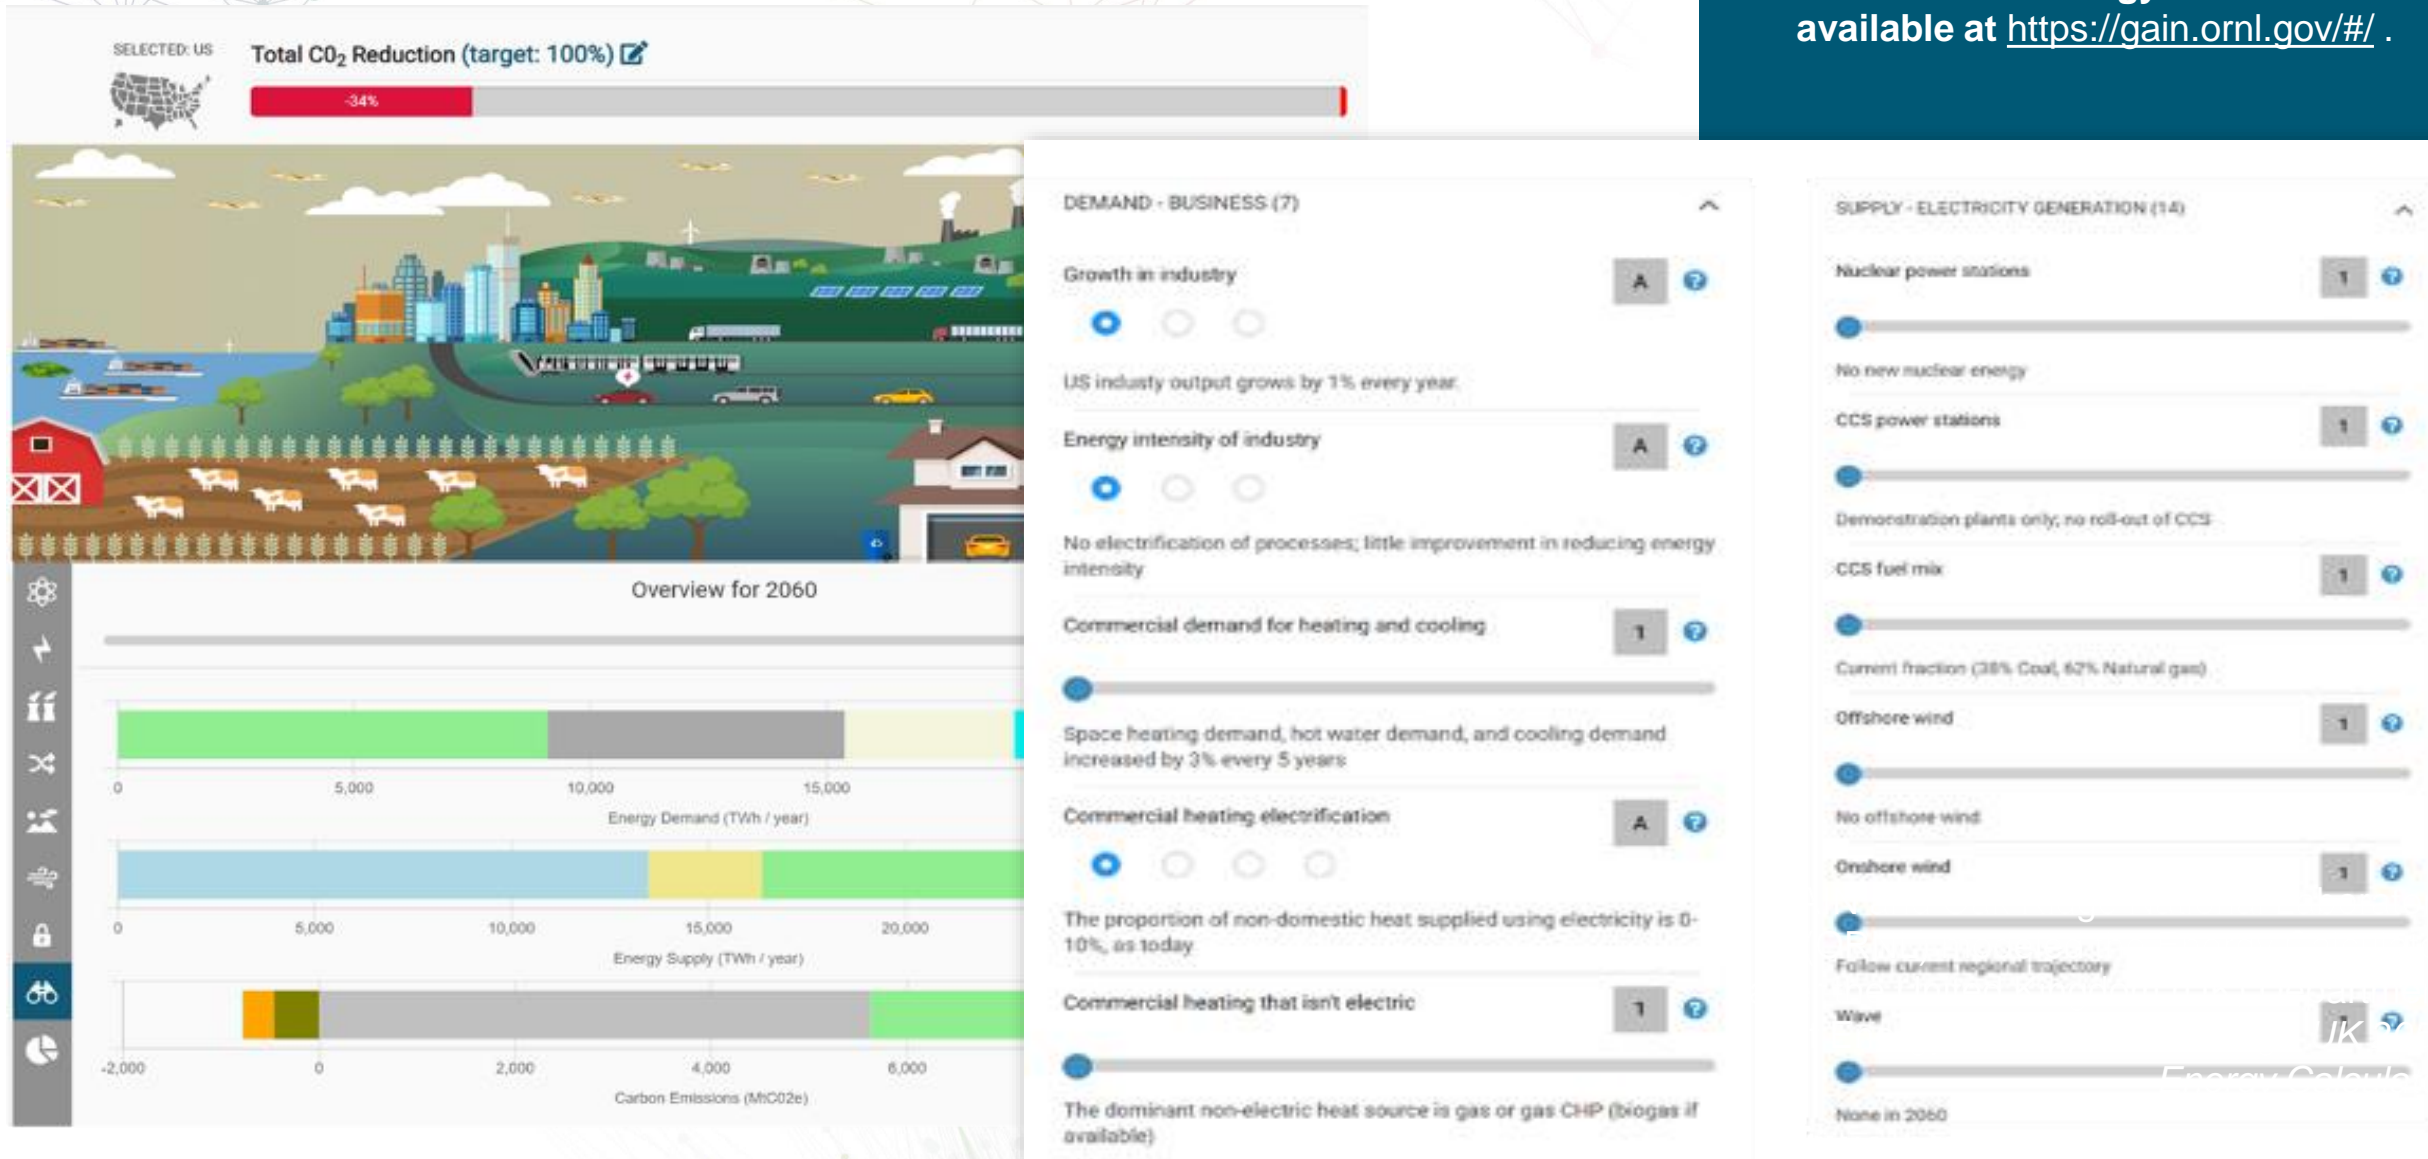 available at https://gain.ornl.gov/#/ .
SELECTED: US
Total C0₂ Reduction (target: 100%)
-34%
Overview for 2060
0 5,000 10,000 15,000
Energy Demand (TWh / year)
0 5,000 10,000 15,000 20,000
Energy Supply (TWh / year)
-2,000 0 2,000 4,000 6,000
Carbon Emissions (MtC02e)
DEMAND - BUSINESS (7)
Growth in industry A
US industy output grows by 1% every year.
Energy intensity of industry A
No electrification of processes; little improvement in reducing energy
intensity
Commercial demand for heating and cooling 1
Space heating demand, hot water demand, and cooling demand
increased by 3% every 5 years
Commercial heating electrification A
The proportion of non-domestic heat supplied using electricity is 0-
10%, as today
Commercial heating that isn't electric 1
The dominant non-electric heat source is gas or gas CHP (biogas if
available)
SUPPLY - ELECTRICITY GENERATION (14)
Nuclear power stations 1
No new nuclear energy
CCS power stations 1
Demonstration plants only; no roll-out of CCS
CCS fuel mix 1
Current fraction (38% Coal, 62% Natural gas)
Offshore wind 1
No offshore wind
Onshore wind 1
Follow current regional trajectory
Wave
None in 2060